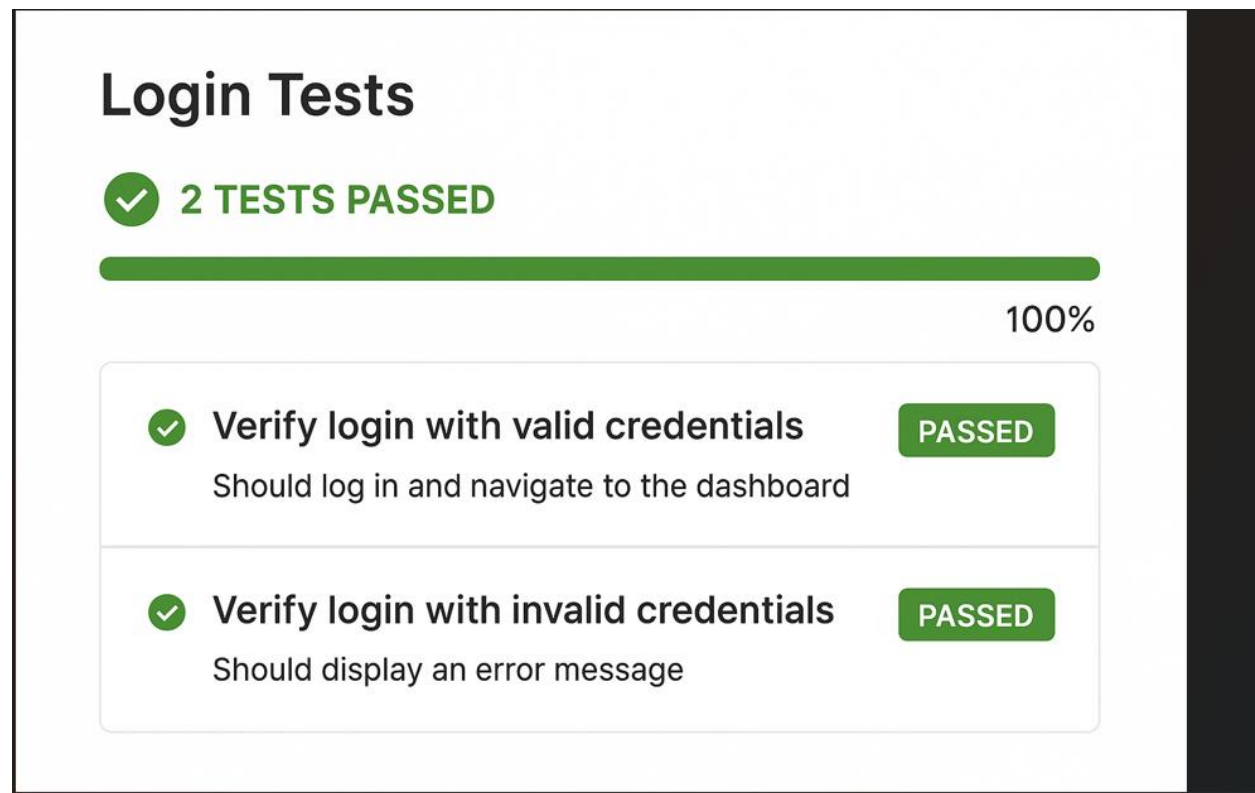 Login Tests
2 TESTS PASSED
100%
Verify login with valid credentials
PASSED
Should log in and navigate to the dashboard
Verify login with invalid credentials
PASSED
Should display an error message